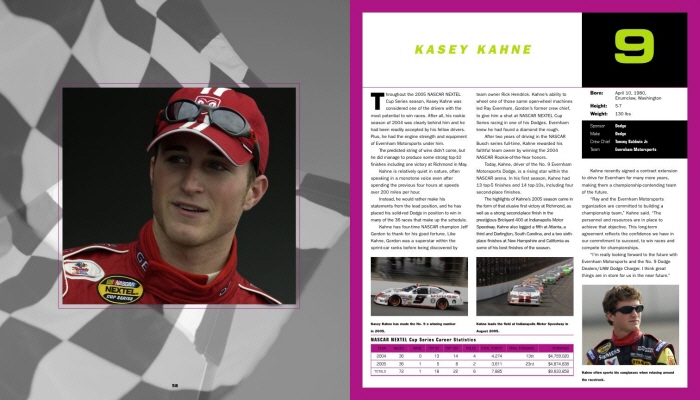 NASCAR
NEXTEL
CUP SERIES
58
KASEY KAHNE
9
Throughout the 2005 NASCAR NEXTEL
Cup Series season, Kasey Kahne was
considered one of the drivers with the
most potential to win races. After all, his rookie
season of 2004 was clearly behind him and he
had been readily accepted by his fellow drivers.
Plus, he had the engine strength and equipment
of Evernham Motorsports under him.
The predicted string of wins didn't come, but
he did manage to produce some strong top-10
finishes including one victory at Richmond in May.
Kahne is relatively quiet in nature, often
speaking in a monotone voice even after
spending the previous four hours at speeds
over 200 miles per hour.
Instead, he would rather make his
statements from the lead position, and he has
placed his solid-red Dodge in position to win in
many of the 36 races that make up the schedule.
Kahne has four-time NASCAR champion Jeff
Gordon to thank for his good fortune. Like
Kahne, Gordon was a superstar within the
sprint-car ranks before being discovered by
team owner Rick Hendrick. Kahne's ability to
wheel one of those same open-wheel machines
led Ray Evernham, Gordon's former crew chief,
to give him a shot at NASCAR NEXTEL Cup
Series racing in one of his Dodges. Evernham
knew he had found a diamond in the rough.
After two years of driving in the NASCAR
Busch series full-time, Kahne rewarded his
faithful team owner by winning the 2004
NASCAR Rookie-of-the-Year honors.
Today, Kahne, driver of the No. 9 Evernham
Motorsports Dodge, is a rising star within the
NASCAR arena. In his first season, Kahne had
13 top-5 finishes and 14 top-10s, including four
second-place finishes.
The highlights of Kahne's 2005 season came in
the form of that elusive first victory at Richmond, as
well as a strong second-place finish in the
prestigious Brickyard 400 at Indianapolis Motor
Speedway. Kahne also logged a fifth at Atlanta, a
third and Darlington, South Carolina, and a two sixth-
place finishes at New Hampshire and California as
some of his best finishes of the season.
Born: April 10, 1980,
Enumclaw, Washington
Height: 5-7
Weight: 130 lbs
Sponsor Dodge
Make Dodge
Crew Chief Tommy Baldwin Jr.
Team Evernham Motorsports
Kahne recently signed a contract extension
to drive for Evernham for many more years,
making them a championship-contending team
of the future.
"Ray and the Evernham Motorsports
organization are committed to building a
championship team," Kahne said. "The
personnel and resources are in place to
achieve that objective. This long-term
agreement reflects the confidence we have in
our commitment to succeed, to win races and
compete for championships.
"I'm really looking forward to the future with
Evernham Motorsports and the No. 9 Dodge
Dealers/UAW Dodge Charger. I think great
things are in store for us in the near future."
Kasey Kahne has made the No. 9 a winning number
in 2005.
Kahne leads the field at Indianapolis Motor Speedway in
August 2005.
Kahne often sports his sunglasses when relaxing around
the racetrack.
NASCAR NEXTEL Cup Series Career Statistics
2004 36 0 13 14 4 4,274 13th
2005 36 1 5 8 2 3,611 23rd
TOTALS 72 1 18 22 6 7,885